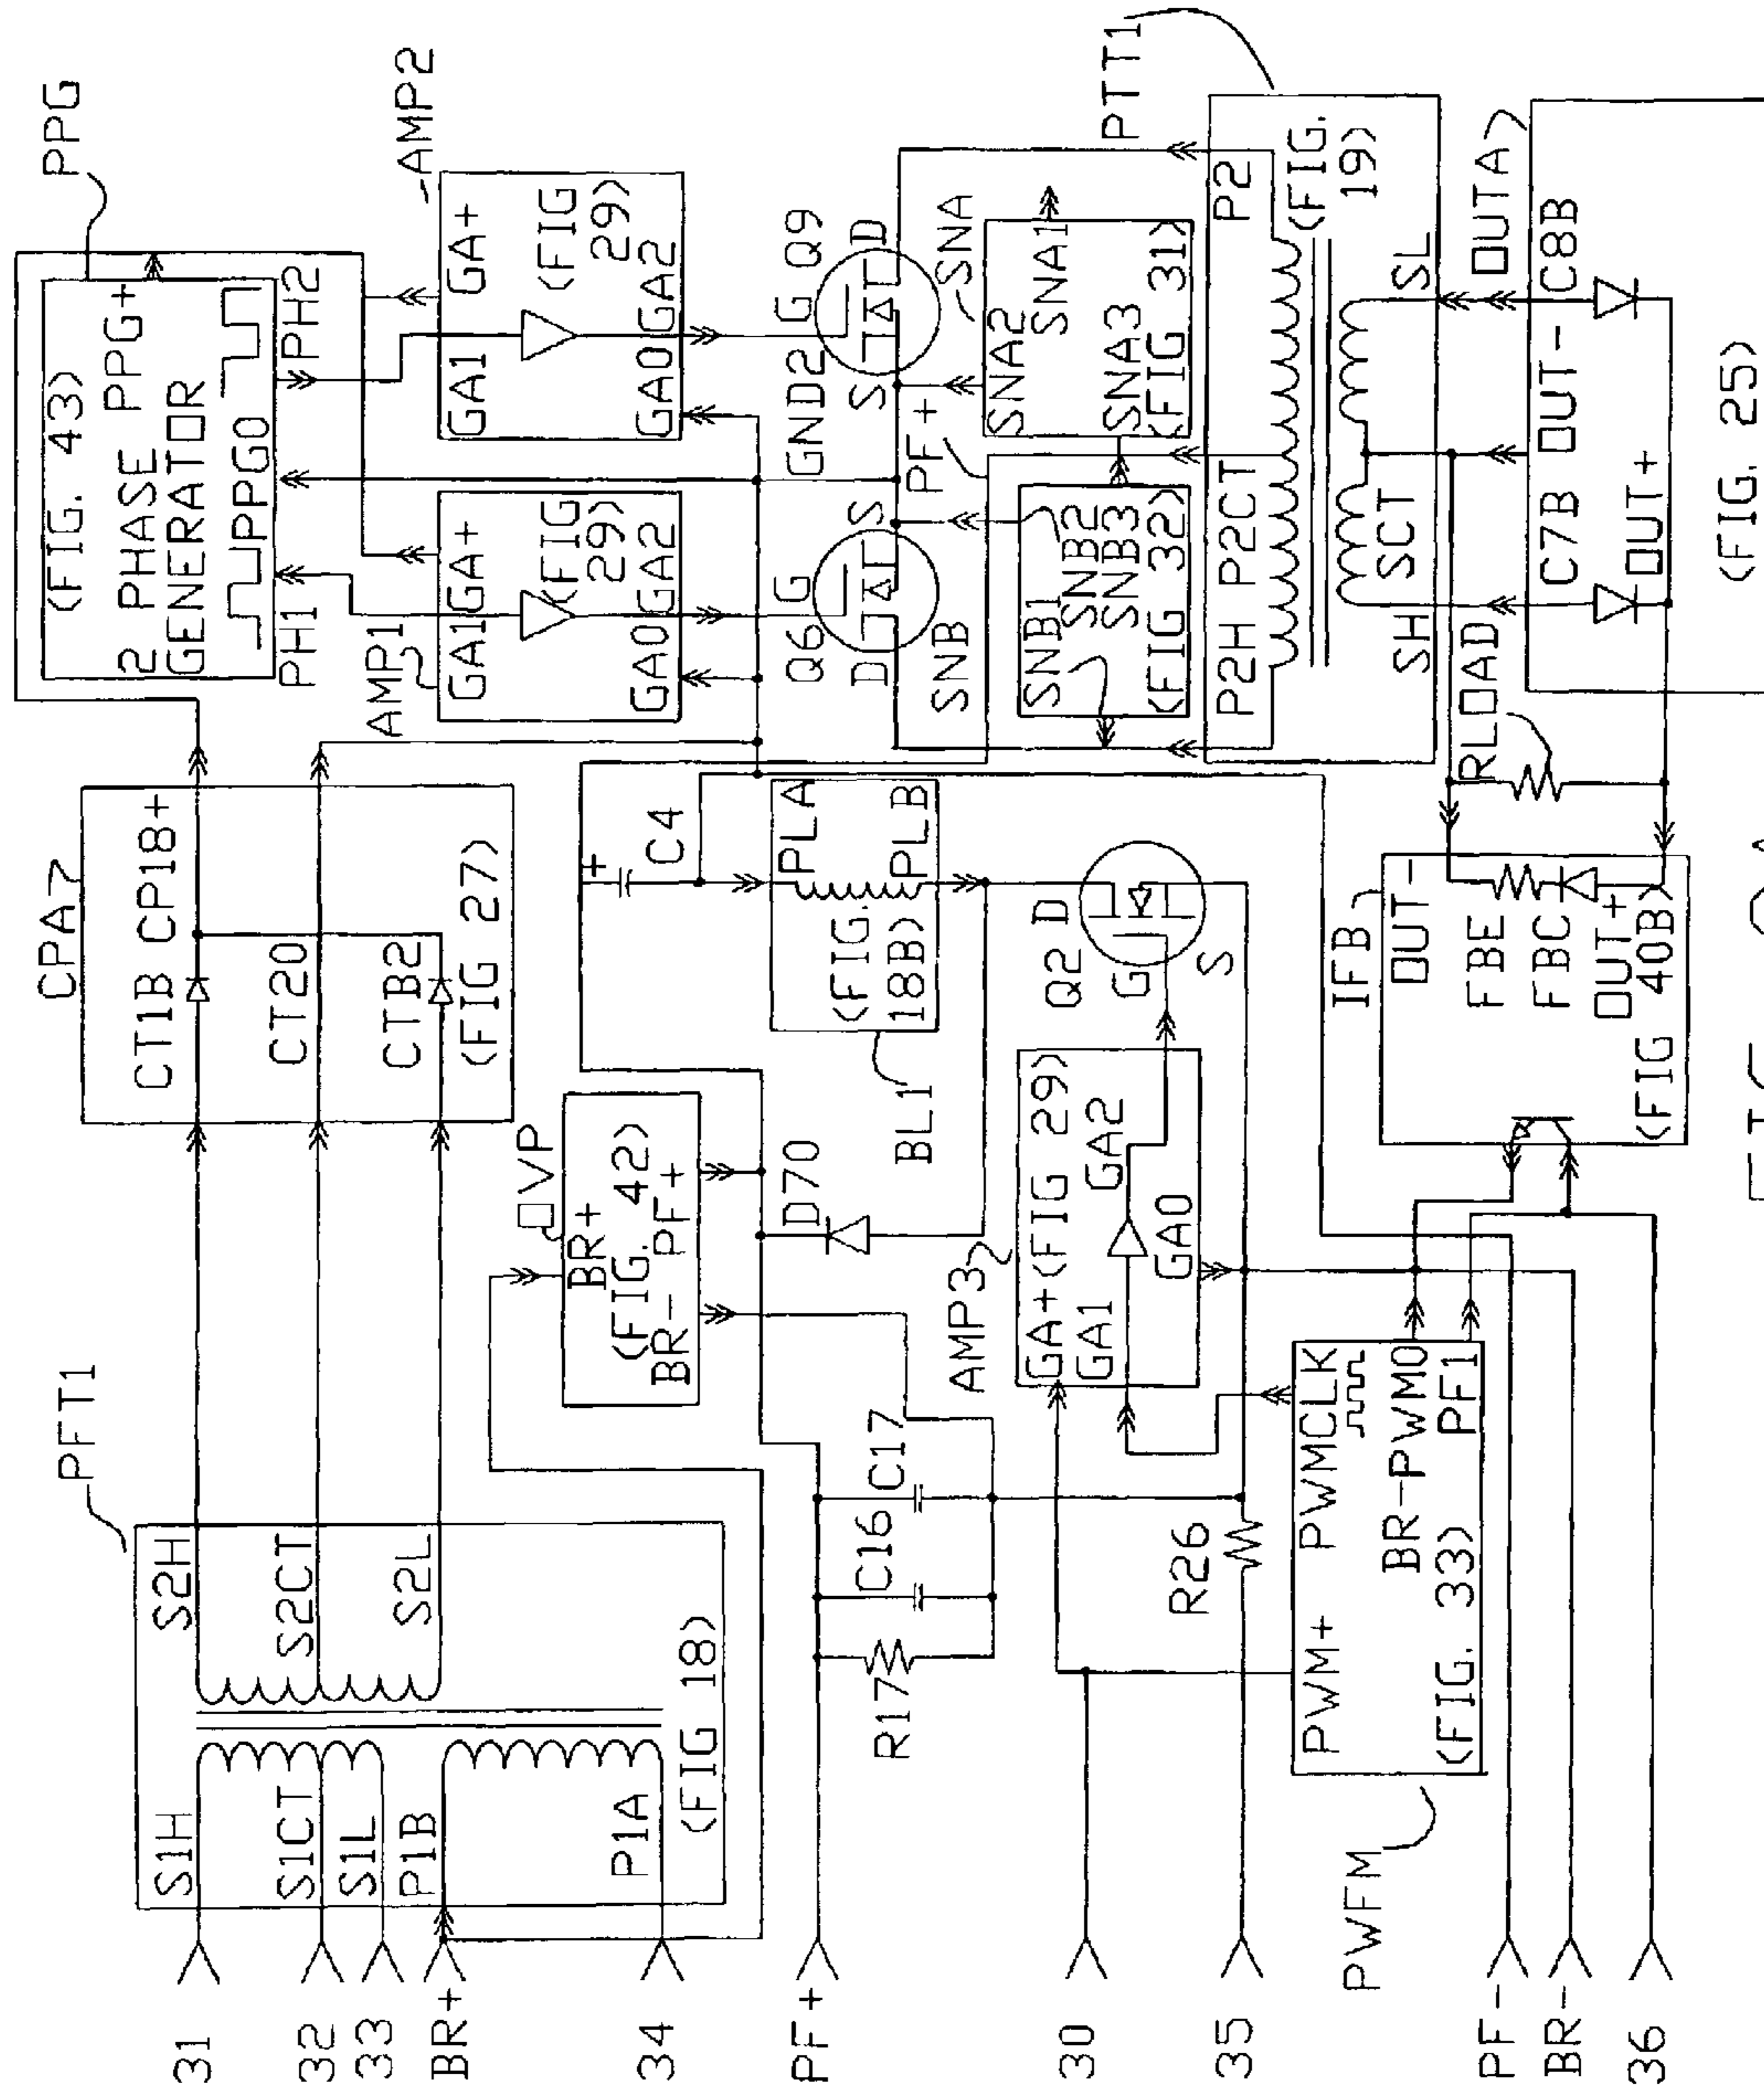 PFT1
31
S1H
32
S1CT
33
S1L
BR+
P1B
34
P1A
S2H
S2CT
S2L
(FIG 18)
CPA7
CT1B CP18+
CT20
CTB2
(FIG 27)
PPG
(FIG. 43)
2 PHASE PPG+
GENERATOR
PPG0
PH1
PH2
AMP1
GA1 GA+
(FIG
29)
GA0 GA2
AMP2
GA1 GA+
(FIG
29)
GA0 GA2
OVP
BR+
(FIG. 42)
BR- PF+
PF+
R17
C16
C17
D70
+
C4
PLA
(FIG.
18B)
PLB
BL1
Q6 G
D S
GND2 G Q9
S D
SNB
PF+
SNA
SNB1
SNB2
SNB3
(FIG 32)
SNA2
SNA1
SNA3
(FIG 31)
PTT1
P2H P2CT P2
(FIG.
19)
SH SCT SL
OUTA
C7B OUT- C8B
OUT+
(FIG. 25)
RLOAD
30
AMP3
GA+(FIG 29)
GA1 GA2
GA0
Q2 D
G
S
35
R26
PWFM
PWM+ PWMCLK
BR-PWM0
(FIG. 33) PF1
IFB
OUT-
FBE
FBC
OUT+
(FIG 40B)
PF-
BR-
36